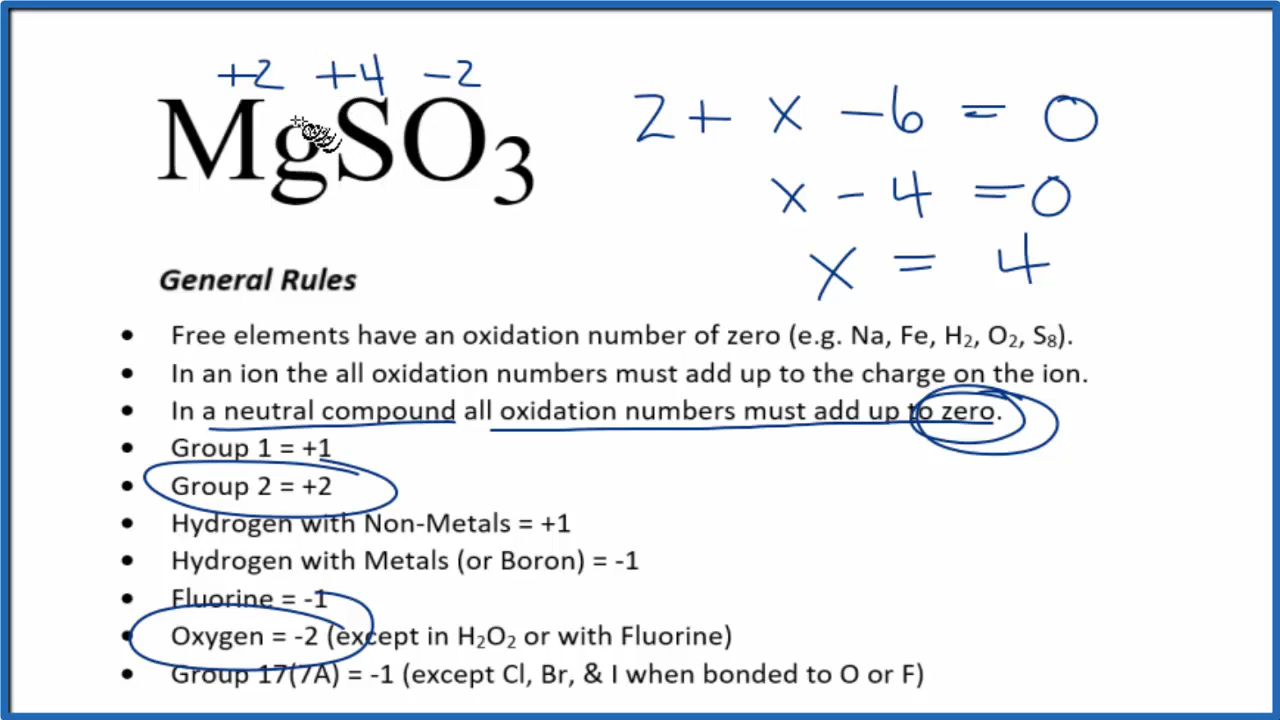 +2 +4 -2
MgSO₃
2 + x - 6 = 0
x - 4 = 0
x = 4
General Rules
• Free elements have an oxidation number of zero (e.g. Na, Fe, H₂, O₂, S₈).
• In an ion the all oxidation numbers must add up to the charge on the ion.
• In a neutral compound all oxidation numbers must add up to zero.
• Group 1 = +1
• Group 2 = +2
• Hydrogen with Non-Metals = +1
• Hydrogen with Metals (or Boron) = -1
• Fluorine = -1
• Oxygen = -2 (except in H₂O₂ or with Fluorine)
• Group 17(7A) = -1 (except Cl, Br, & I when bonded to O or F)